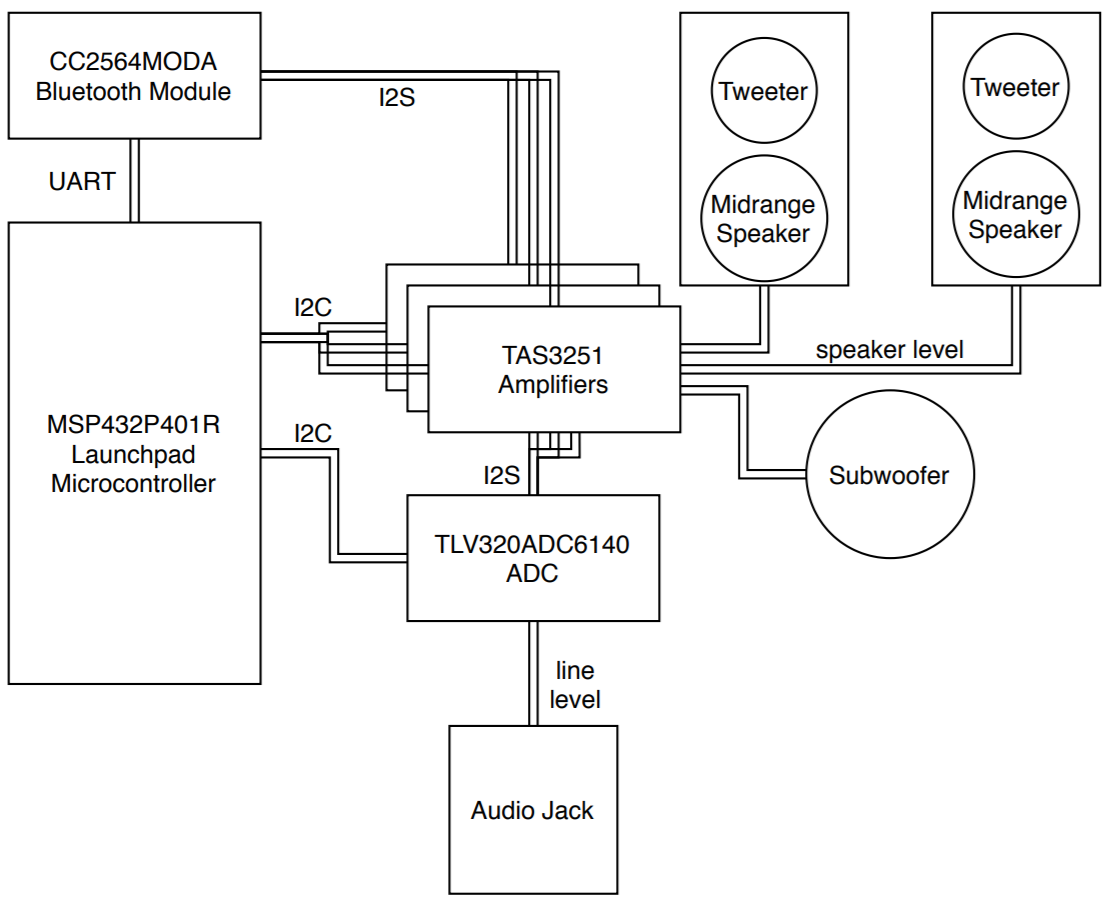 CC2564MODA
Bluetooth Module
I2S
UART
Tweeter
Midrange
Speaker
Tweeter
Midrange
Speaker
I2C
TAS3251
Amplifiers
speaker level
MSP432P401R
Launchpad
Microcontroller
I2C
I2S
Subwoofer
TLV320ADC6140
ADC
line
level
Audio Jack